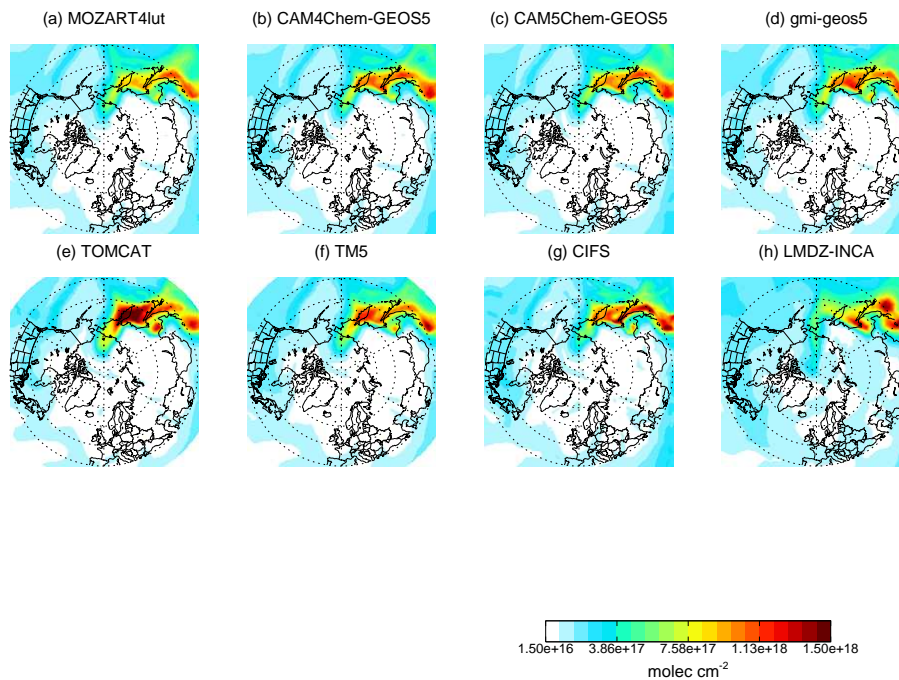 (a) MOZART4lut
(b) CAM4Chem-GEOS5
(c) CAM5Chem-GEOS5
(d) gmi-geos5
(e) TOMCAT
(f) TM5
(g) CIFS
(h) LMDZ-INCA
1.50e+16 3.86e+17 7.58e+17 1.13e+18 1.50e+18
molec cm⁻²